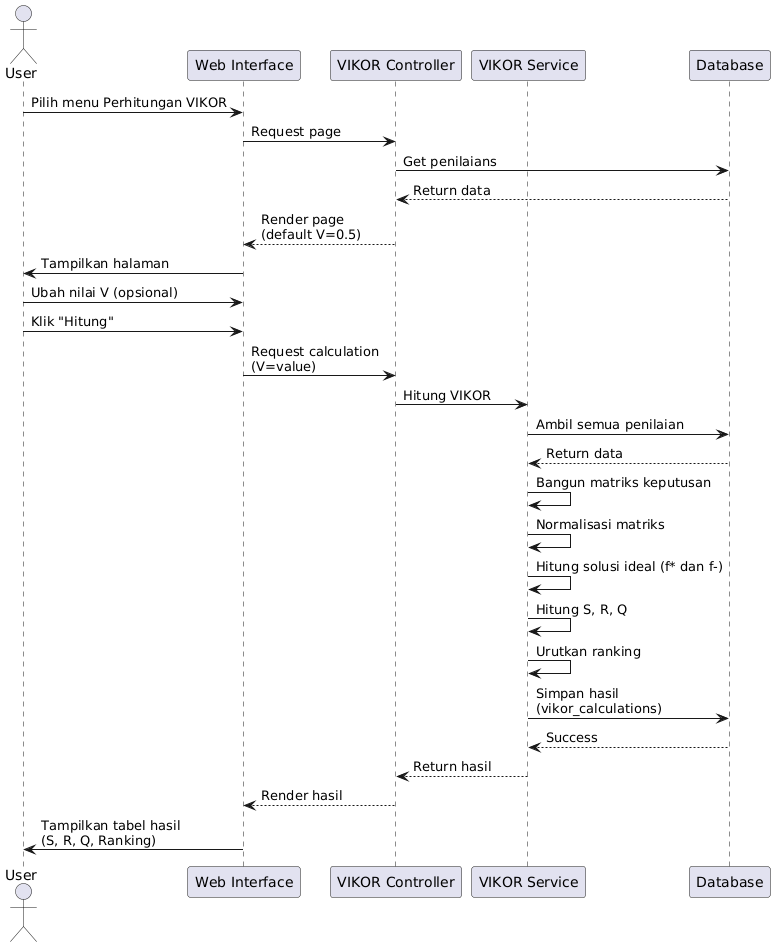 User
Web Interface
VIKOR Controller
VIKOR Service
Database
Pilih menu Perhitungan VIKOR
Request page
Get penilaians
Return data
Render page
(default V=0.5)
Tampilkan halaman
Ubah nilai V (opsional)
Klik "Hitung"
Request calculation
(V=value)
Hitung VIKOR
Ambil semua penilaian
Return data
Bangun matriks keputusan
Normalisasi matriks
Hitung solusi ideal (f* dan f-)
Hitung S, R, Q
Urutkan ranking
Simpan hasil
(vikor_calculations)
Success
Return hasil
Render hasil
Tampilkan tabel hasil
(S, R, Q, Ranking)
User
Web Interface
VIKOR Controller
VIKOR Service
Database